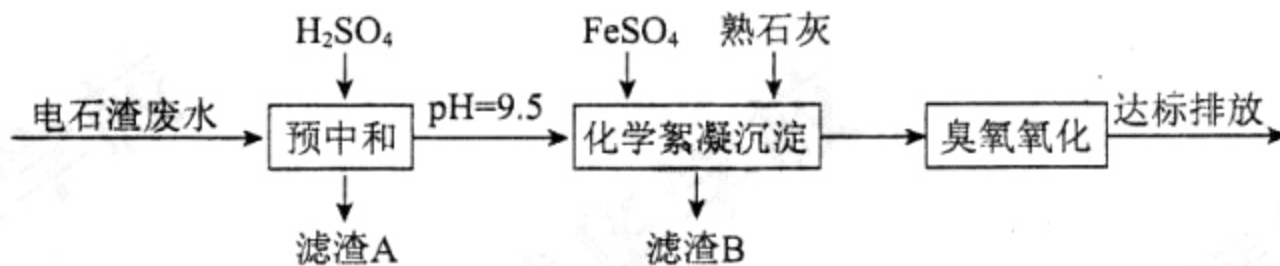 H₂SO₄
FeSO₄ 熟石灰
电石渣废水
预中和
pH=9.5
化学絮凝沉淀
臭氧氧化
达标排放
滤渣A
滤渣B